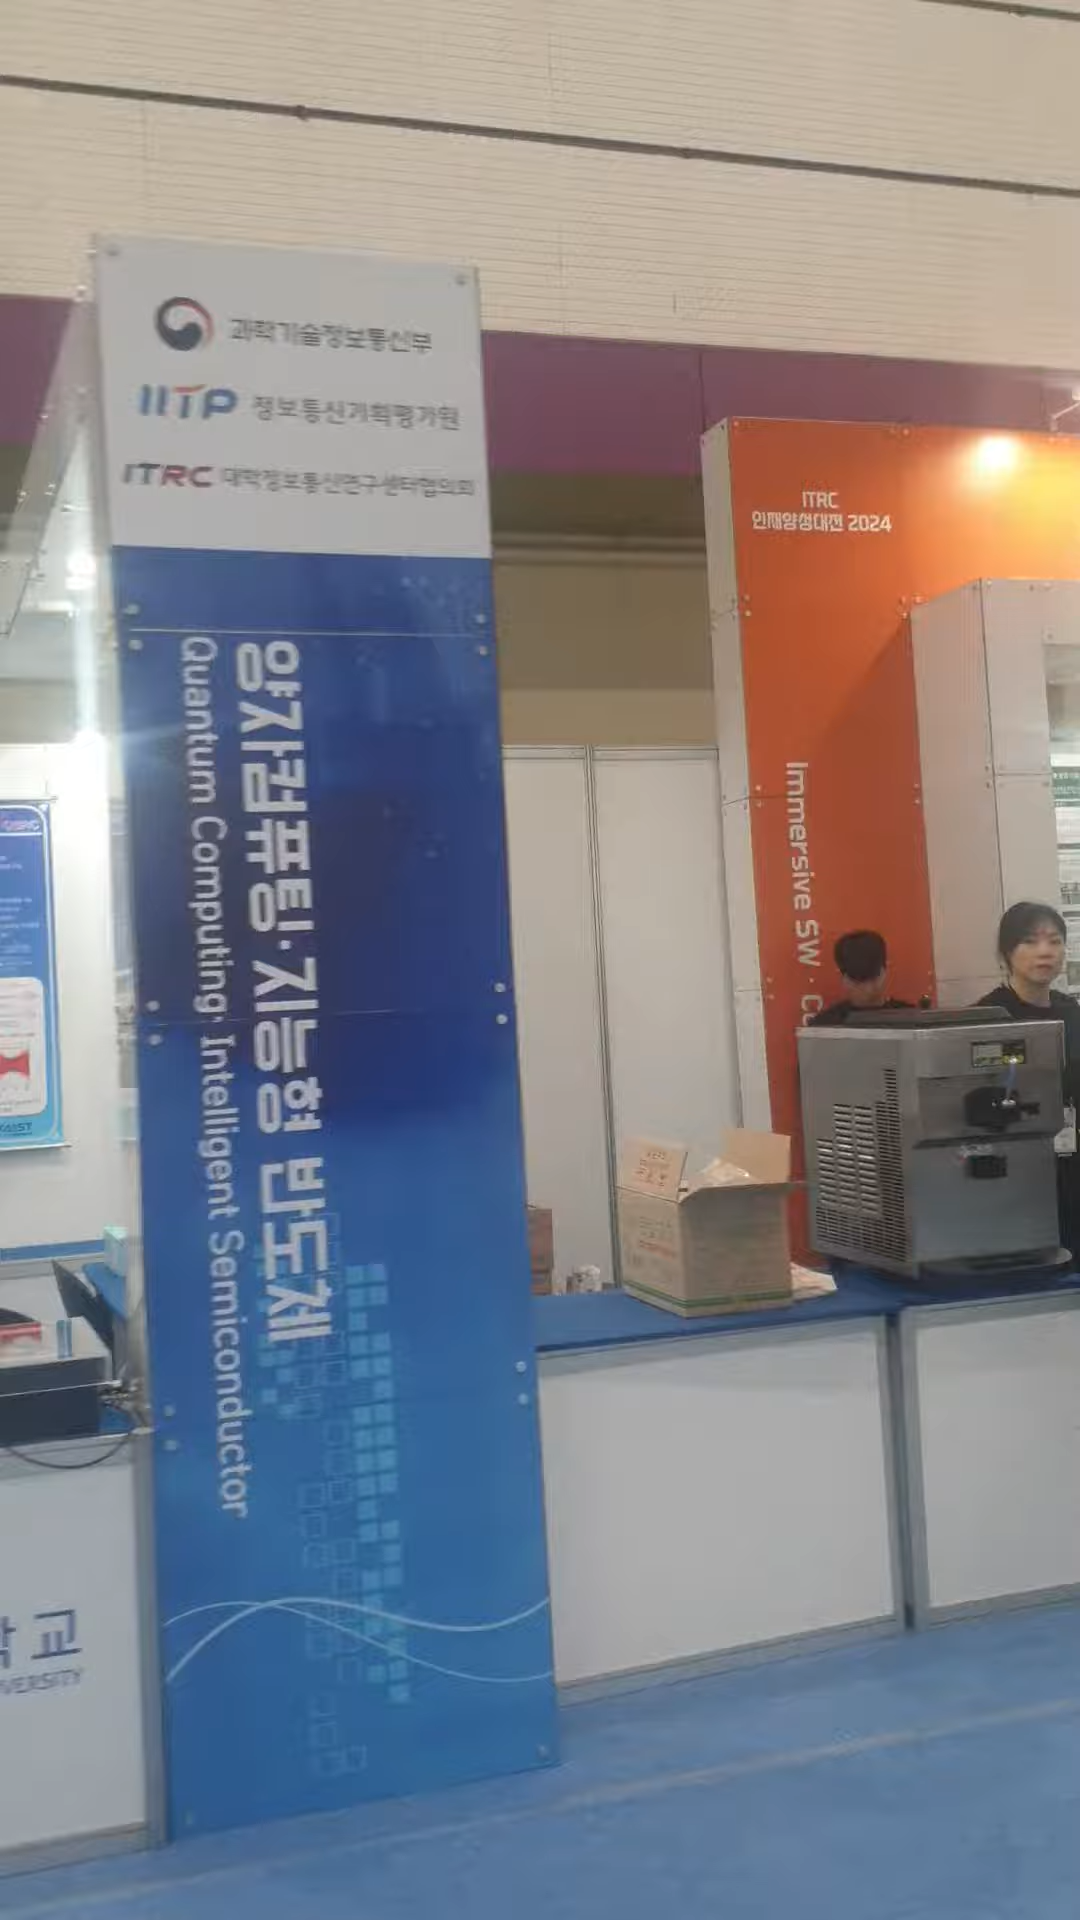 과학기술정보통신부
IITP 정보통신기획평가원
ITRC 대학정보통신연구센터협의회
양자컴퓨팅·지능형 반도체
Quantum Computing· Intelligent Semiconductor
ITRC
인재양성대전 2024
Immersive SW · Co
학교
VERSITY